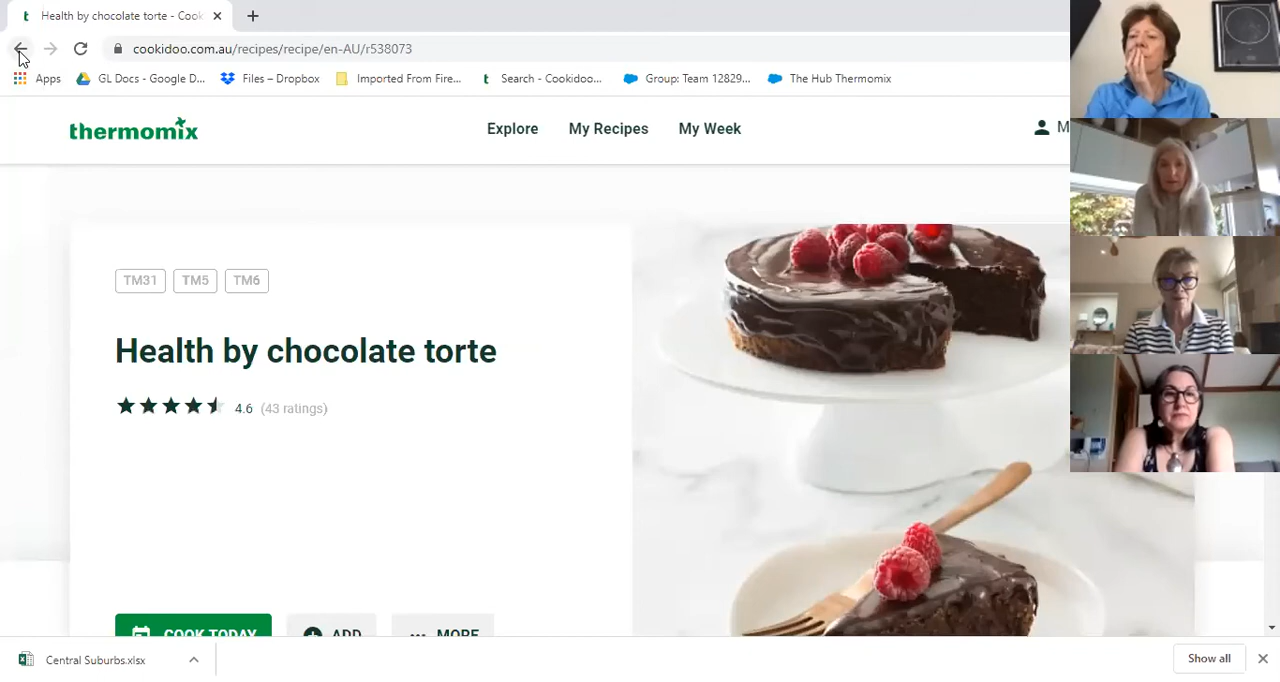 t Health by chocolate torte - Cook
cookidoo.com.au/recipes/recipe/en-AU/r538073
Apps GL Docs - Google D... Files – Dropbox Imported From Fire... t Search - Cookidoo... Group: Team 12829... The Hub Thermomix
thermomix Explore My Recipes My Week M
TM31 TM5 TM6
Health by chocolate torte
4.6 (43 ratings)
COOK TODAY ADD ... MORE
Central Suburbs.xlsx Show all